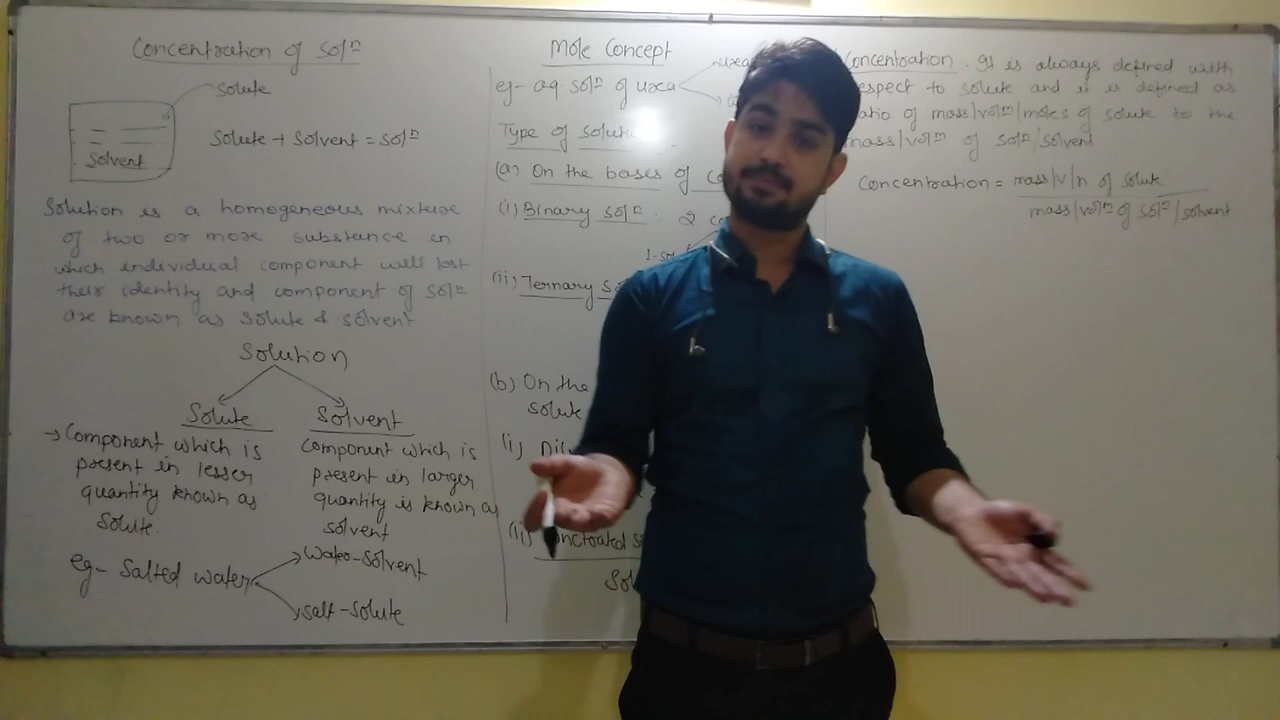 Concentration of Solⁿ
solute
Solvent
Solute + Solvent = Solⁿ
Solution is a homogeneous mixture
of two or more substance in
which individual component will lost
their identity and component of Solⁿ
are known as Solute & Solvent
Solution
Solute
→ Component which is
present in lesser
quantity known as
Solute.
Solvent
Component which is
present in larger
quantity is known as
solvent
eg- Salted water
Water-Solvent
Salt-Solute
Mole Concept
eg- aq. Solⁿ of urea
urea
Type of
(a) On the bases of
(i) Binary Solⁿ : 2
(ii) Ternary
(b) On the
solute
(i)
(ii)
Concentration. It is always defined with
respect to solute and it is defined as
ratio of mass/volᵐ/moles of solute to the
mass/volᵐ of Solⁿ/Solvent
Concentration = mass/v/n of solute
mass/volᵐ of Solⁿ/solvent